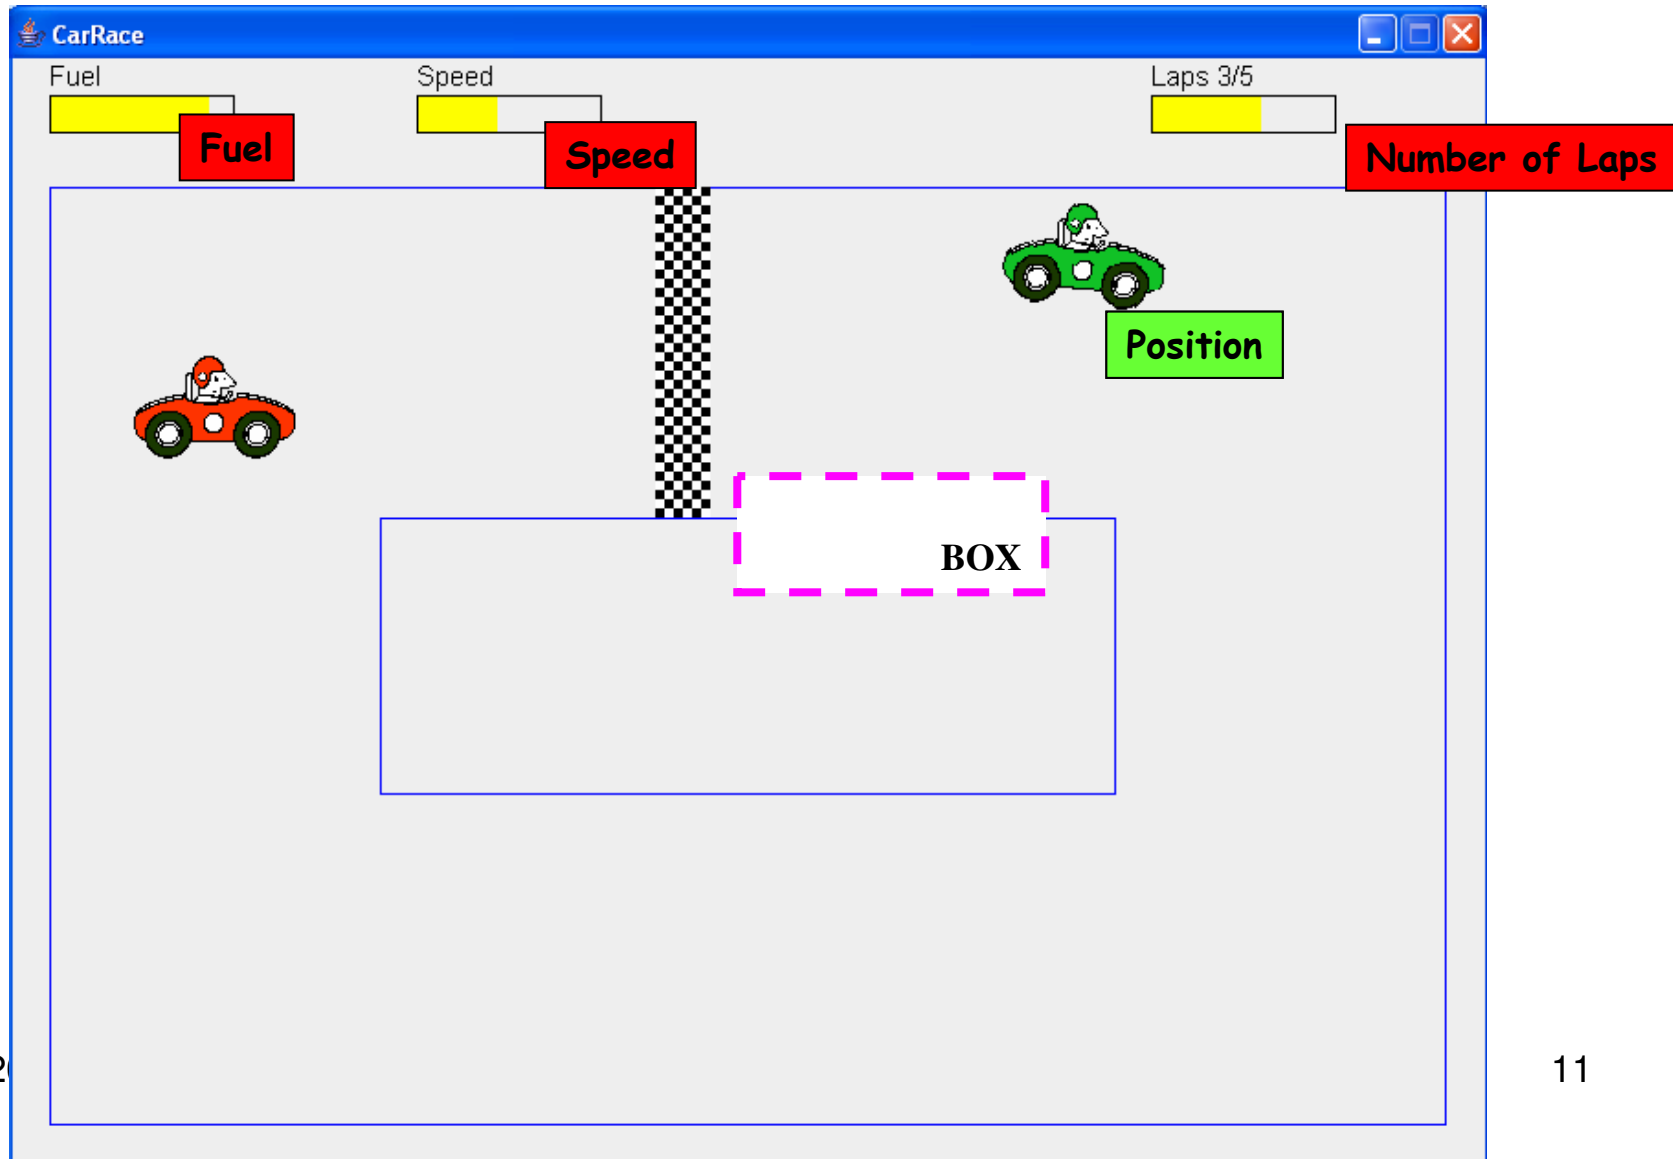 CarRace
Fuel
Speed
Laps 3/5
Fuel
Speed
Number of Laps
Position
BOX
11